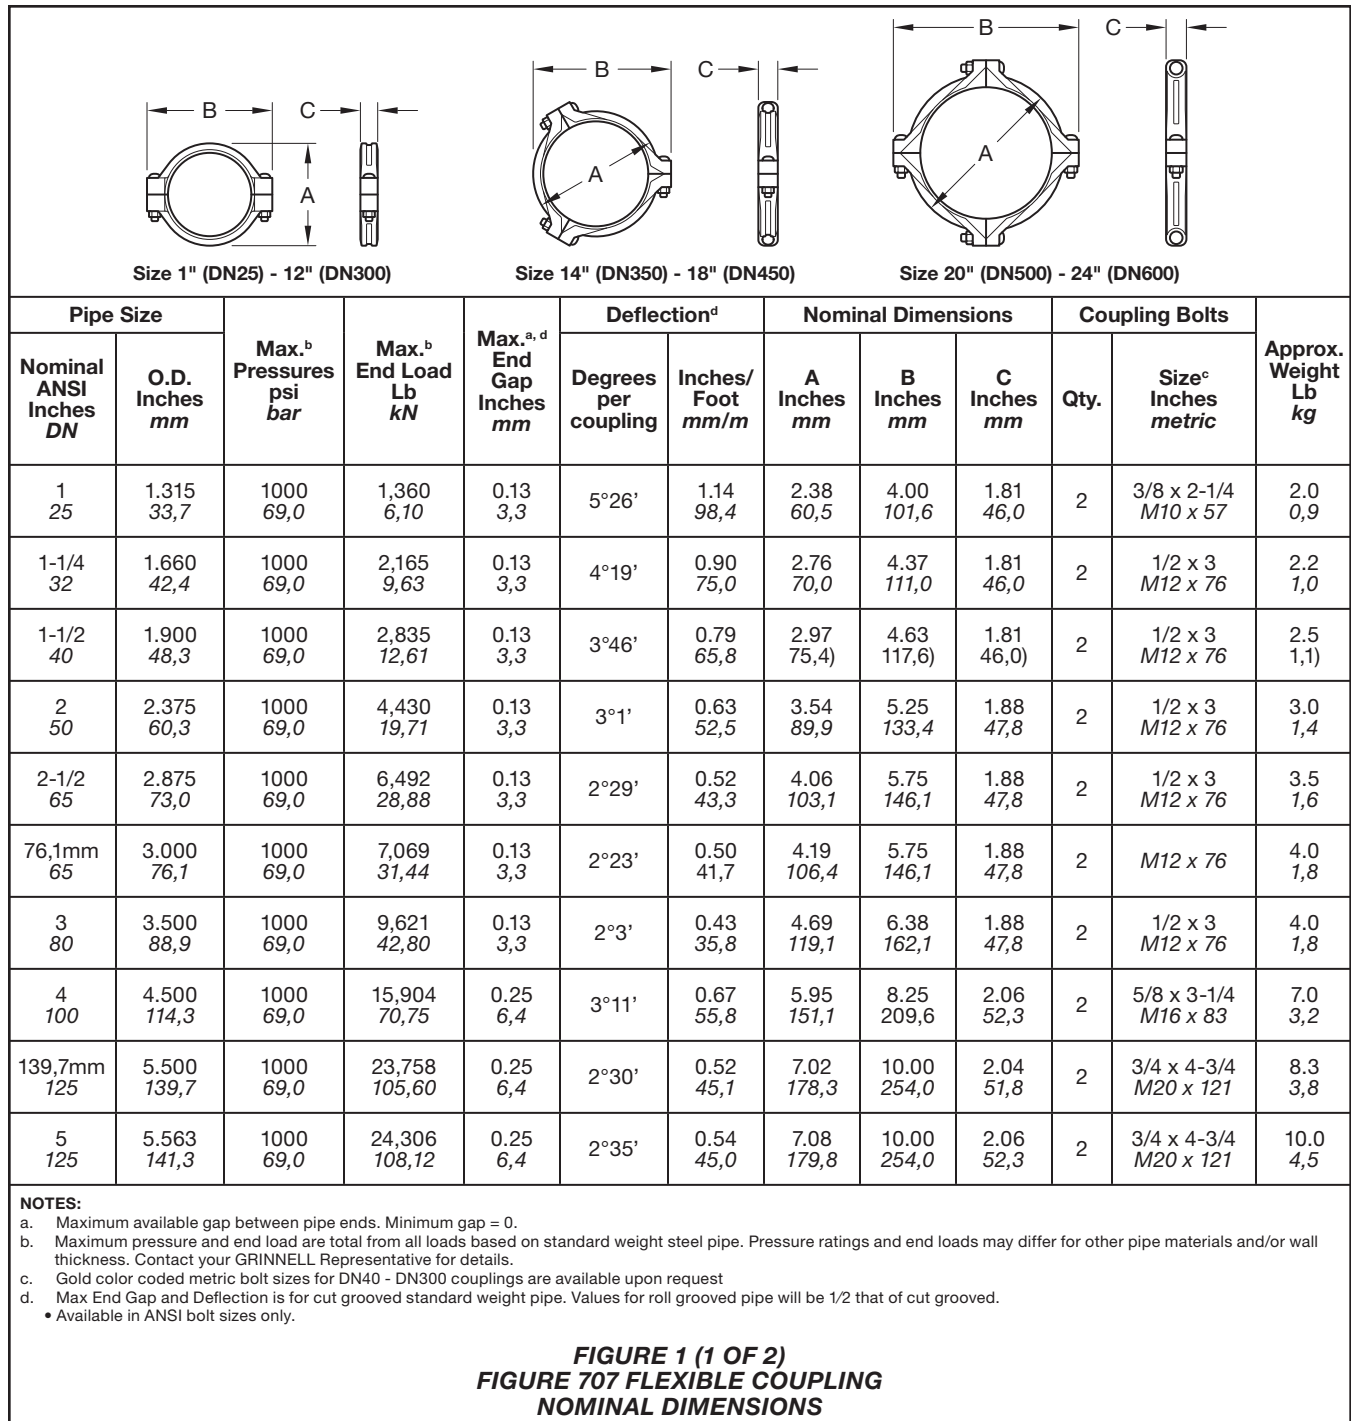 B
C
A
Size 1" (DN25) - 12" (DN300)
B
C
A
Size 14" (DN350) - 18" (DN450)
B
C
A
Size 20" (DN500) - 24" (DN600)
Pipe Size
Nominal ANSI Inches DN
O.D. Inches mm
Max.b Pressures psi bar
Max.b End Load Lb kN
Max.a, d End Gap Inches mm
Deflectiond
Degrees per coupling
Inches/ Foot mm/m
Nominal Dimensions
A Inches mm
B Inches mm
C Inches mm
Coupling Bolts
Qty.
Sizec Inches metric
Approx. Weight Lb kg
1 1.315 1000 1,360 0.13 5°26’ 1.14 2.38 4.00 1.81 2 3/8 x 2-1/4 2.0
25 33,7 69,0 6,10 3,3 98,4 60,5 101,6 46,0 M10 x 57 0,9
1-1/4 1.660 1000 2,165 0.13 4°19’ 0.90 2.76 4.37 1.81 2 1/2 x 3 2.2
32 42,4 69,0 9,63 3,3 75,0 70,0 111,0 46,0 M12 x 76 1,0
1-1/2 1.900 1000 2,835 0.13 3°46’ 0.79 2.97 4.63 1.81 2 1/2 x 3 2.5
40 48,3 69,0 12,61 3,3 65,8 75,4) 117,6) 46,0) M12 x 76 1,1)
2 2.375 1000 4,430 0.13 3°1’ 0.63 3.54 5.25 1.88 2 1/2 x 3 3.0
50 60,3 69,0 19,71 3,3 52,5 89,9 133,4 47,8 M12 x 76 1,4
2-1/2 2.875 1000 6,492 0.13 2°29’ 0.52 4.06 5.75 1.88 2 1/2 x 3 3.5
65 73,0 69,0 28,88 3,3 43,3 103,1 146,1 47,8 M12 x 76 1,6
76,1mm 3.000 1000 7,069 0.13 2°23’ 0.50 4.19 5.75 1.88 2 M12 x 76 4.0
65 76,1 69,0 31,44 3,3 41,7 106,4 146,1 47,8 1,8
3 3.500 1000 9,621 0.13 2°3’ 0.43 4.69 6.38 1.88 2 1/2 x 3 4.0
80 88,9 69,0 42,80 3,3 35,8 119,1 162,1 47,8 M12 x 76 1,8
4 4.500 1000 15,904 0.25 3°11’ 0.67 5.95 8.25 2.06 2 5/8 x 3-1/4 7.0
100 114,3 69,0 70,75 6,4 55,8 151,1 209,6 52,3 M16 x 83 3,2
139,7mm 5.500 1000 23,758 0.25 2°30’ 0.52 7.02 10.00 2.04 2 3/4 x 4-3/4 8.3
125 139,7 69,0 105,60 6,4 45,1 178,3 254,0 51,8 M20 x 121 3,8
5 5.563 1000 24,306 0.25 2°35’ 0.54 7.08 10.00 2.06 2 3/4 x 4-3/4 10.0
125 141,3 69,0 108,12 6,4 45,0 179,8 254,0 52,3 M20 x 121 4,5
NOTES:
a. Maximum available gap between pipe ends. Minimum gap = 0.
b. Maximum pressure and end load are total from all loads based on standard weight steel pipe. Pressure ratings and end loads may differ for other pipe materials and/or wall
thickness. Contact your GRINNELL Representative for details.
c. Gold color coded metric bolt sizes for DN40 - DN300 couplings are available upon request
d. Max End Gap and Deflection is for cut grooved standard weight pipe. Values for roll grooved pipe will be 1⁄2 that of cut grooved.
• Available in ANSI bolt sizes only.
FIGURE 1 (1 OF 2)
FIGURE 707 FLEXIBLE COUPLING
NOMINAL DIMENSIONS